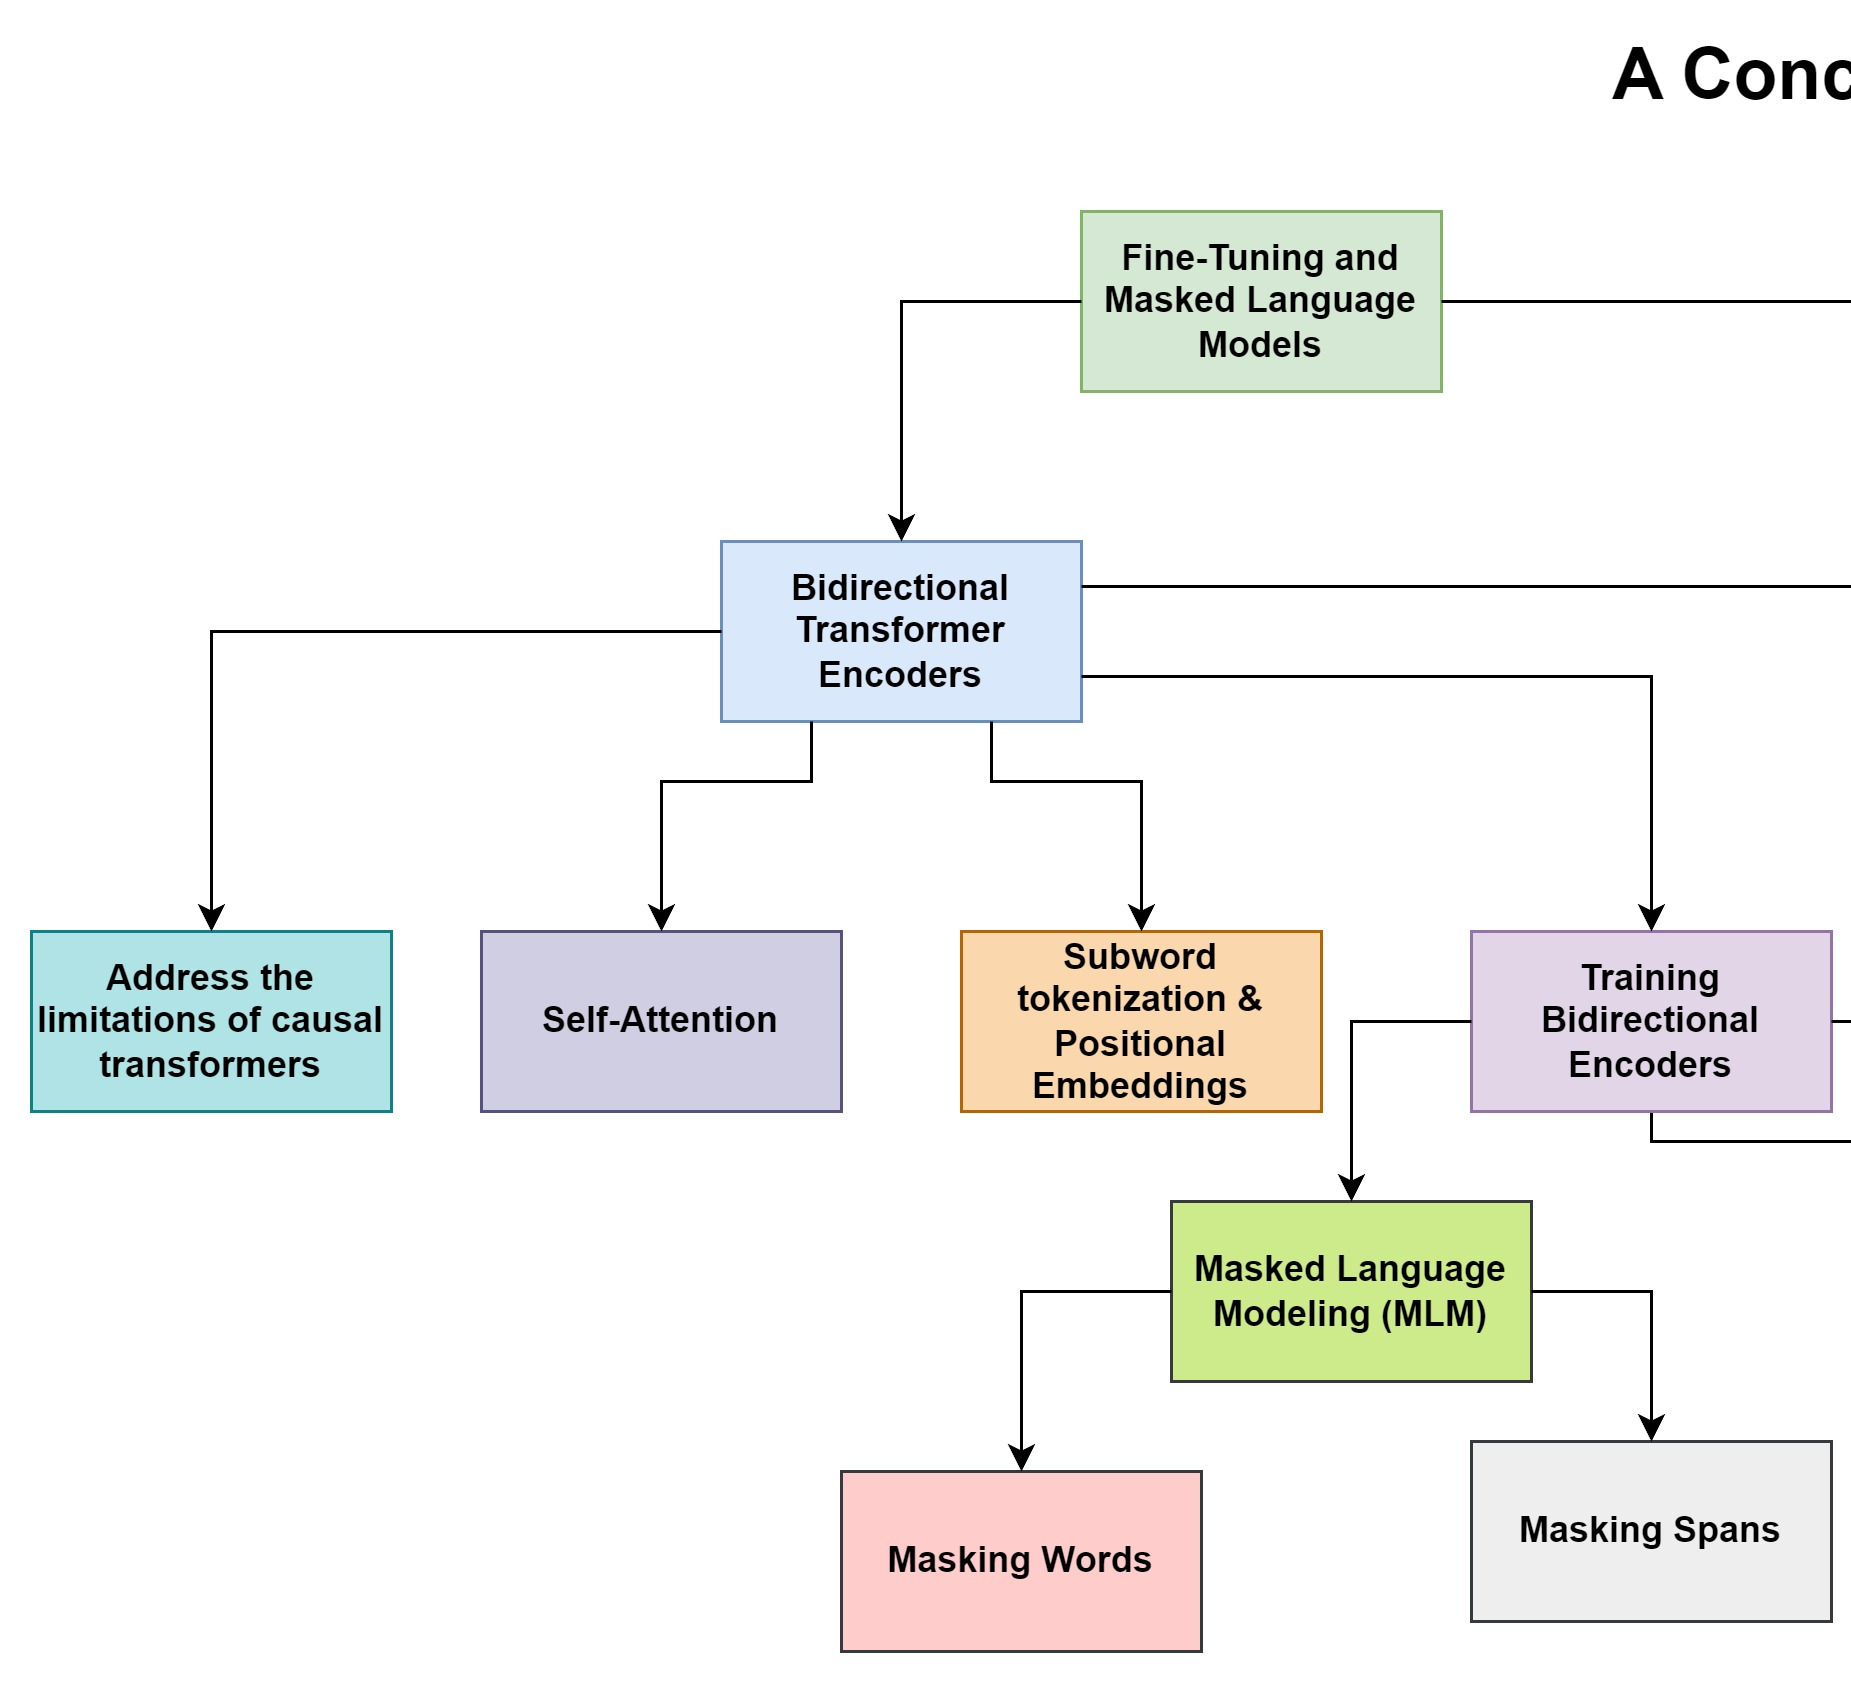 A Conc
Fine-Tuning and
Masked Language
Models
Bidirectional
Transformer
Encoders
Address the
limitations of causal
transformers
Self-Attention
Subword
tokenization &
Positional
Embeddings
Training
Bidirectional
Encoders
Masked Language
Modeling (MLM)
Masking Words
Masking Spans